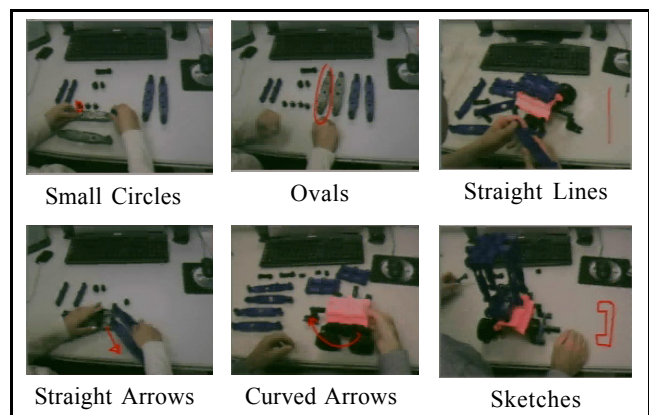 Small Circles
Ovals
Straight Lines
Straight Arrows
Curved Arrows
Sketches